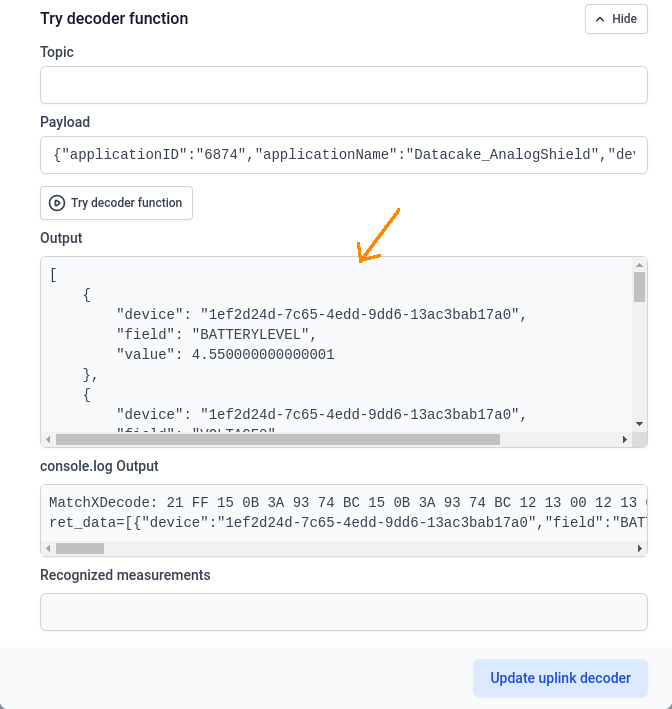 Try decoder function
Hide
Topic
Payload
{"applicationID":"6874","applicationName":"Datacake_AnalogShield","dev
Try decoder function
Output
[
{
"device": "1ef2d24d-7c65-4edd-9dd6-13ac3bab17a0",
"field": "BATTERYLEVEL",
"value": 4.550000000000001
},
{
"device": "1ef2d24d-7c65-4edd-9dd6-13ac3bab17a0",
console.log Output
MatchXDecode: 21 FF 15 0B 3A 93 74 BC 15 0B 3A 93 74 BC 12 13 00 12 13
ret_data=[{"device":"1ef2d24d-7c65-4edd-9dd6-13ac3bab17a0","field":"BATT
Recognized measurements
Update uplink decoder